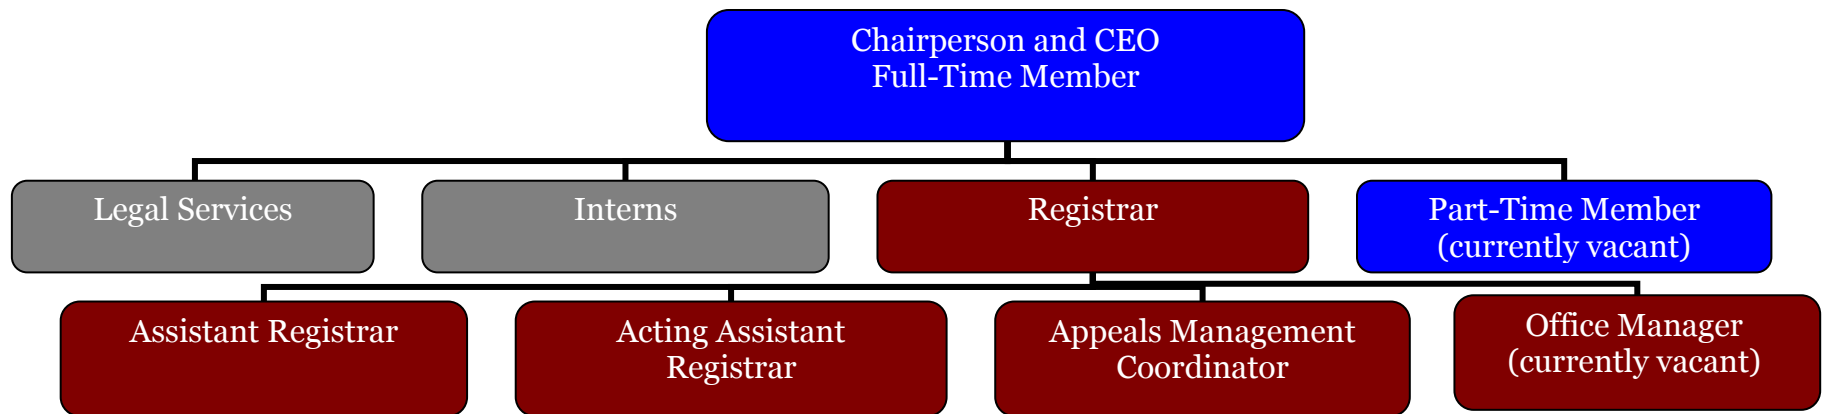 Chairperson and CEO
Full-Time Member
Legal Services
Interns
Registrar
Part-Time Member
(currently vacant)
Assistant Registrar
Acting Assistant
Registrar
Appeals Management
Coordinator
Office Manager
(currently vacant)